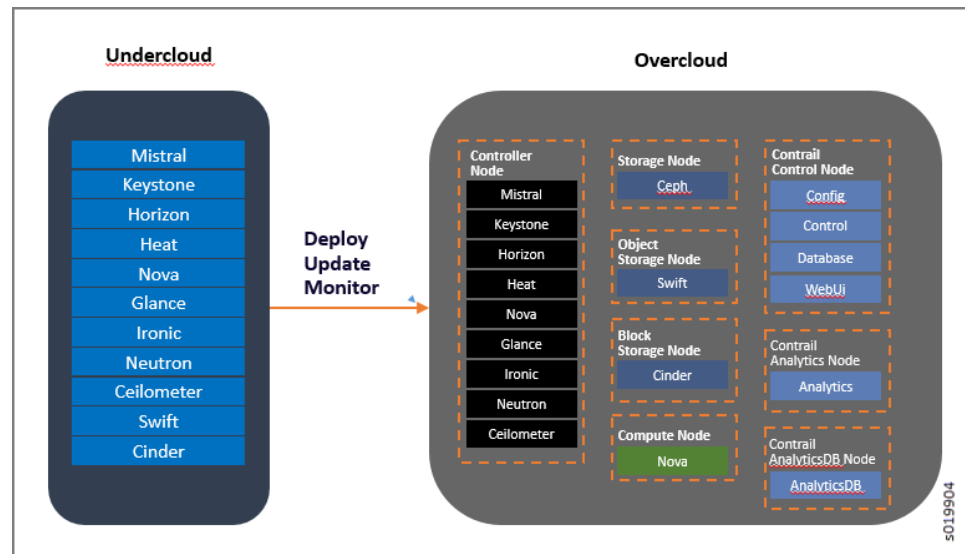 Undercloud
Mistral
Keystone
Horizon
Heat
Nova
Glance
Ironic
Neutron
Ceilometer
Swift
Cinder
Deploy
Update
Monitor
Overcloud
Controller
Node
Mistral
Keystone
Horizon
Heat
Nova
Glance
Ironic
Neutron
Ceilometer
Storage Node
Ceph
Object
Storage Node
Swift
Block
Storage Node
Cinder
Compute Node
Nova
Contrail
Control Node
Config
Control
Database
WebUi
Contrail
Analytics Node
Analytics
Contrail
AnalyticsDB Node
AnalyticsDB
s019904